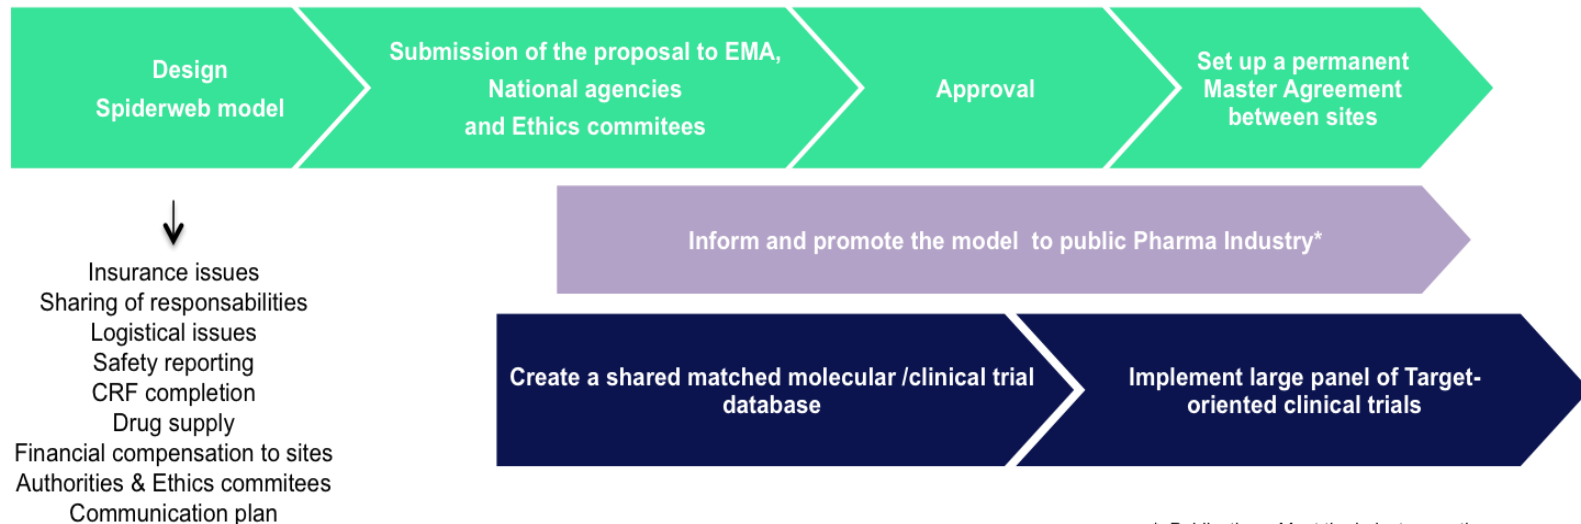 Design
Spiderweb model
Submission of the proposal to EMA,
National agencies
and Ethics commitees
Approval
Set up a permanent
Master Agreement
between sites
Inform and promote the model to public Pharma Industry*
Create a shared matched molecular /clinical trial
database
Implement large panel of Target-
oriented clinical trials
Insurance issues
Sharing of responsabilities
Logistical issues
Safety reporting
CRF completion
Drug supply
Financial compensation to sites
Authorities & Ethics commitees
Communication plan